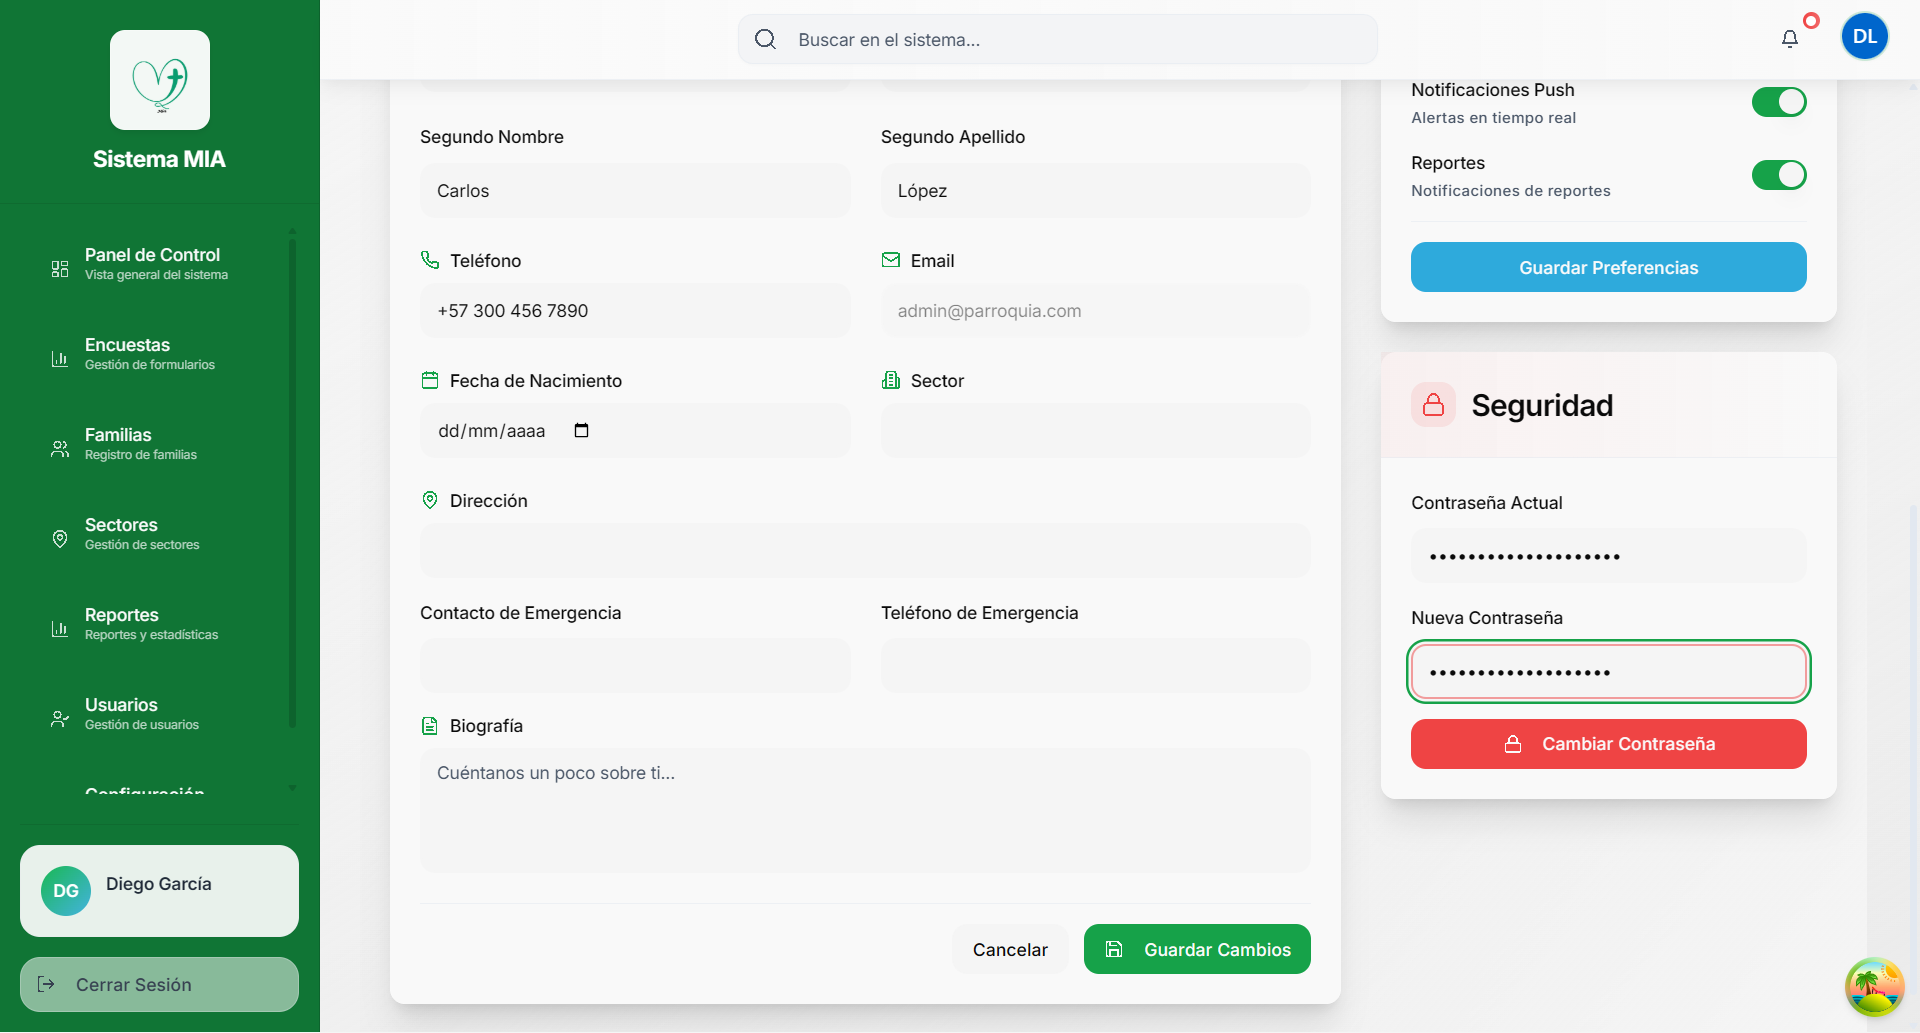 Sistema MIA
Panel de Control
Vista general del sistema
Encuestas
Gestión de formularios
Familias
Registro de familias
Sectores
Gestión de sectores
Reportes
Reportes y estadísticas
Usuarios
Gestión de usuarios
Configuración
DG
Diego García
Cerrar Sesión
Buscar en el sistema...
DL
Segundo Nombre
Segundo Apellido
Carlos
López
Teléfono
Email
+57 300 456 7890
admin@parroquia.com
Fecha de Nacimiento
Sector
dd/mm/aaaa
Dirección
Contacto de Emergencia
Teléfono de Emergencia
Biografía
Cuéntanos un poco sobre ti...
Cancelar
Guardar Cambios
Notificaciones Push
Alertas en tiempo real
Reportes
Notificaciones de reportes
Guardar Preferencias
Seguridad
Contraseña Actual
••••••••••••••••••••
Nueva Contraseña
•••••••••••••••••••
Cambiar Contraseña